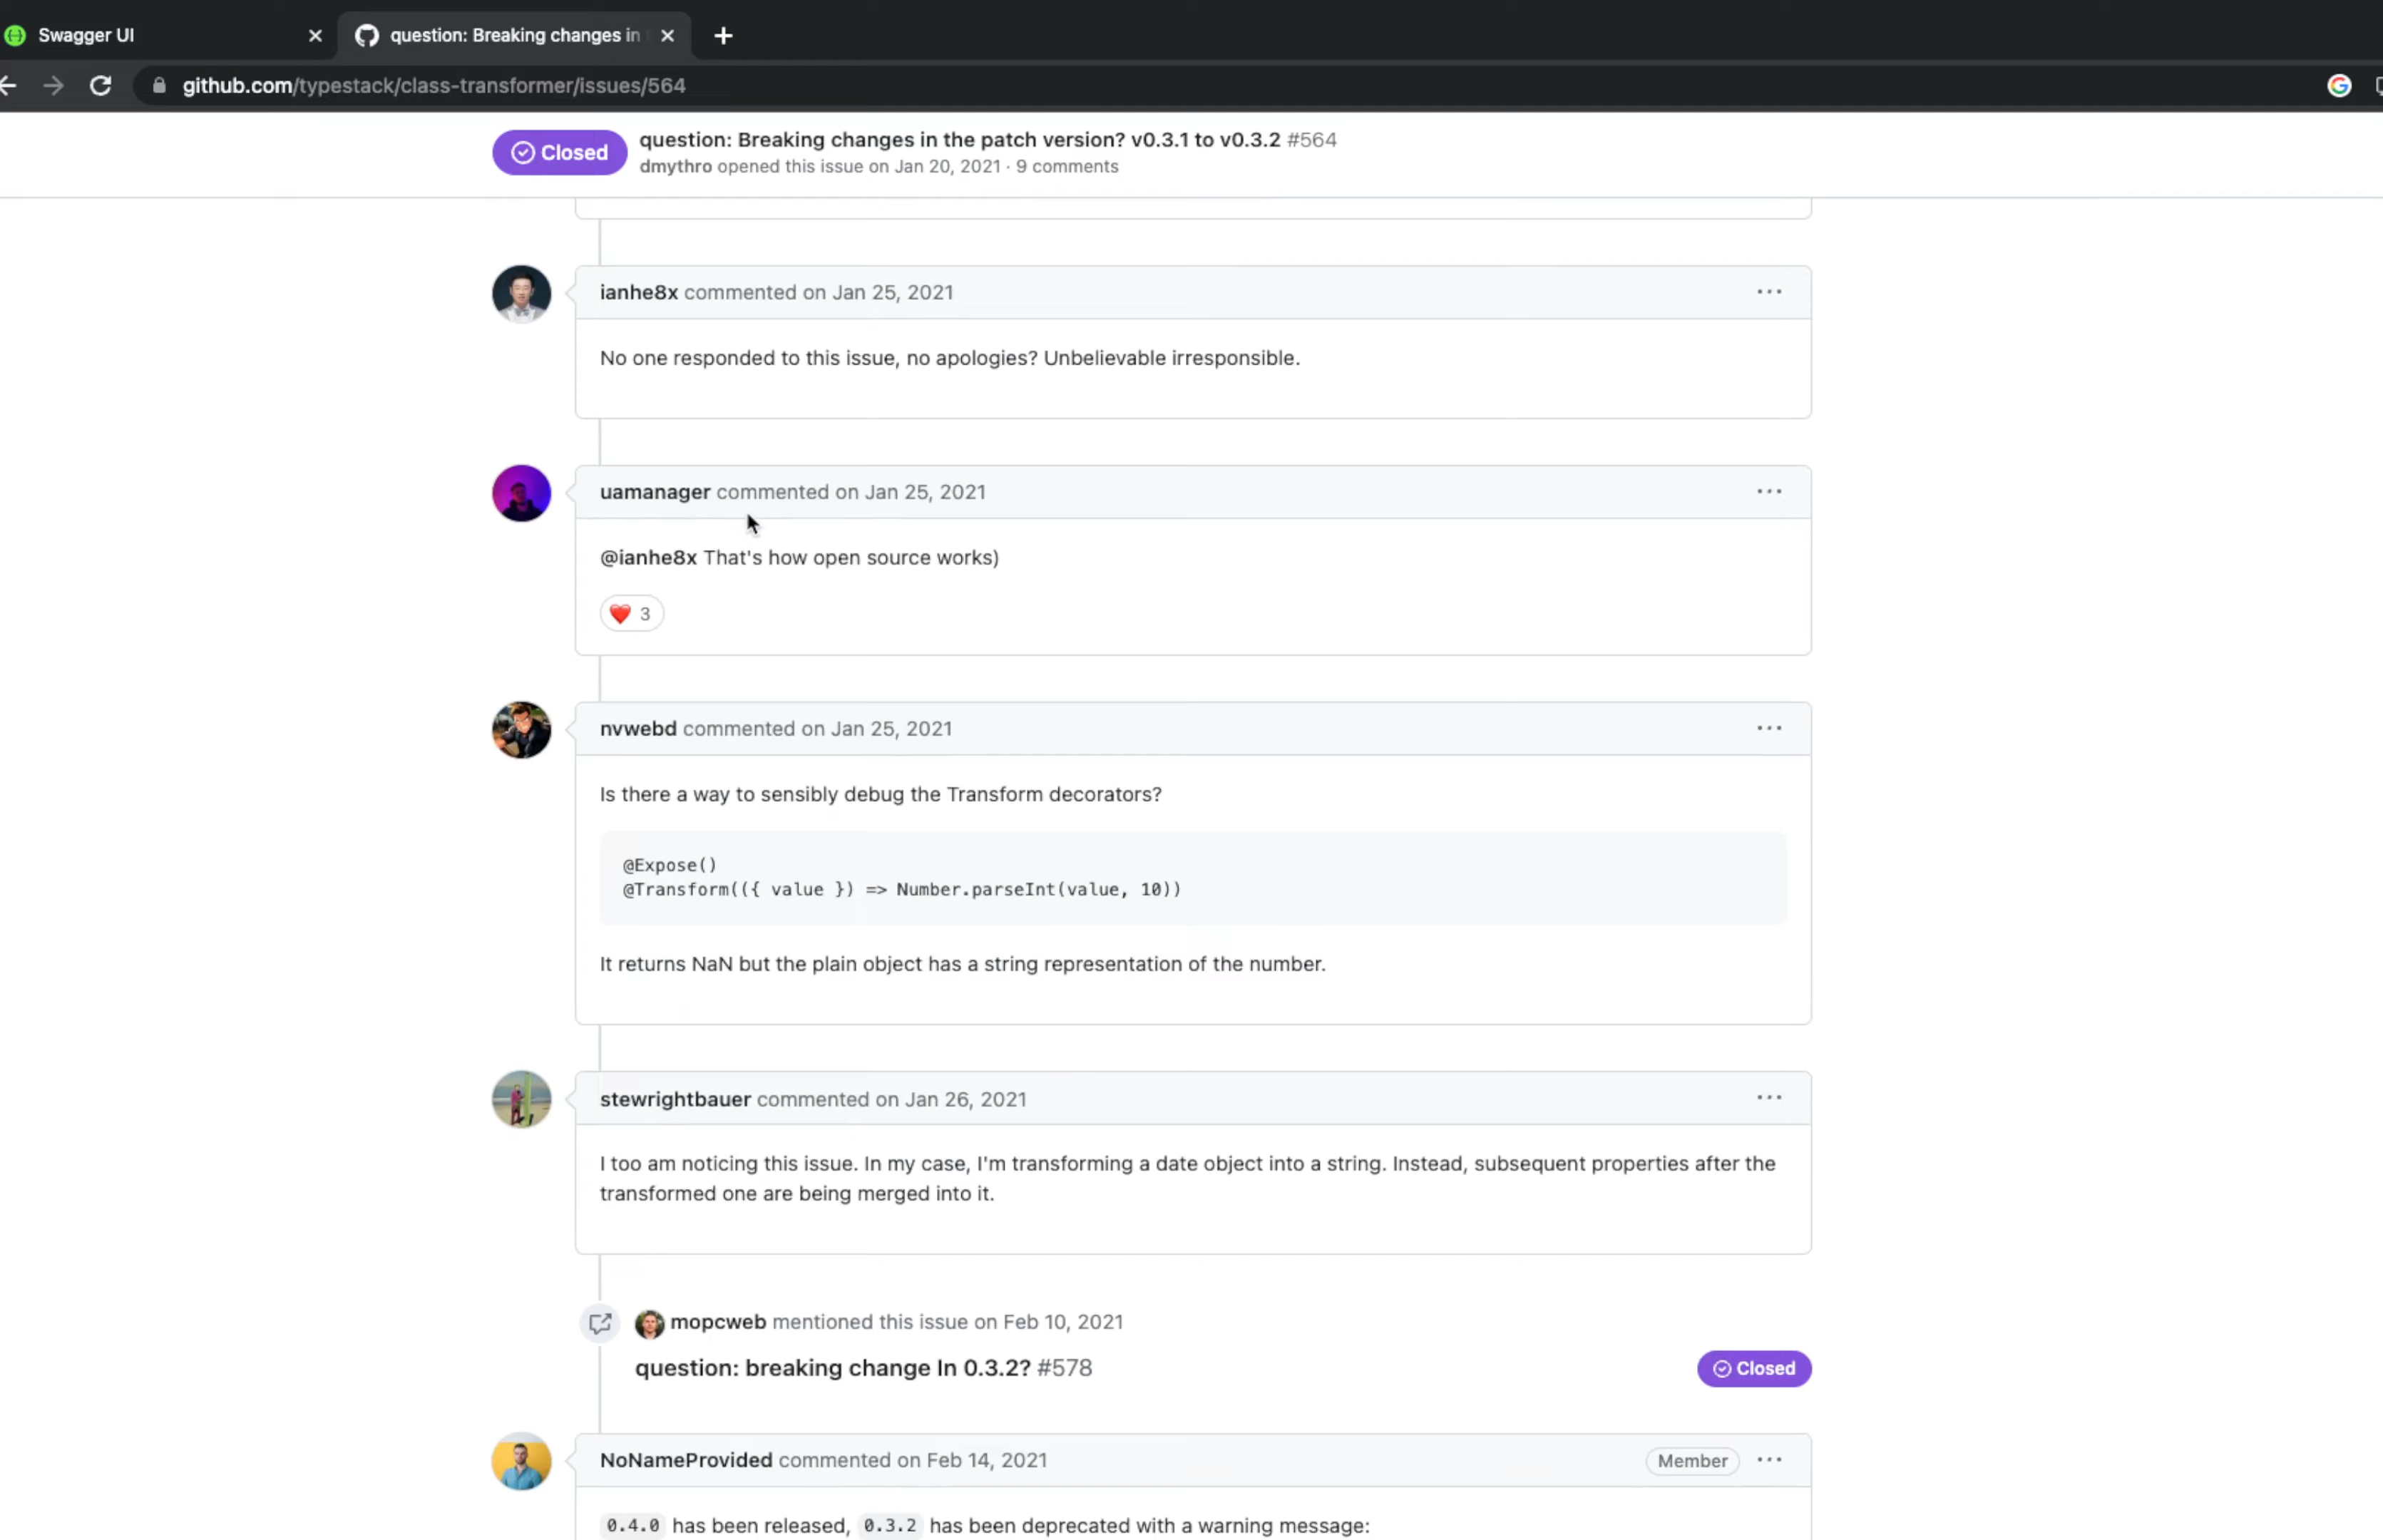 Swagger UI
question: Breaking changes in
github.com/typestack/class-transformer/issues/564
Closed
question: Breaking changes in the patch version? v0.3.1 to v0.3.2 #564
dmythro opened this issue on Jan 20, 2021 · 9 comments
ianhe8x commented on Jan 25, 2021
No one responded to this issue, no apologies? Unbelievable irresponsible.
uamanager commented on Jan 25, 2021
@ianhe8x That's how open source works)
❤️ 3
nvwebd commented on Jan 25, 2021
Is there a way to sensibly debug the Transform decorators?
@Expose()
@Transform(({ value }) => Number.parseInt(value, 10))
It returns NaN but the plain object has a string representation of the number.
stewrightbauer commented on Jan 26, 2021
I too am noticing this issue. In my case, I'm transforming a date object into a string. Instead, subsequent properties after the
transformed one are being merged into it.
mopcweb mentioned this issue on Feb 10, 2021
question: breaking change In 0.3.2? #578
Closed
NoNameProvided commented on Feb 14, 2021
Member
0.4.0 has been released, 0.3.2 has been deprecated with a warning message: